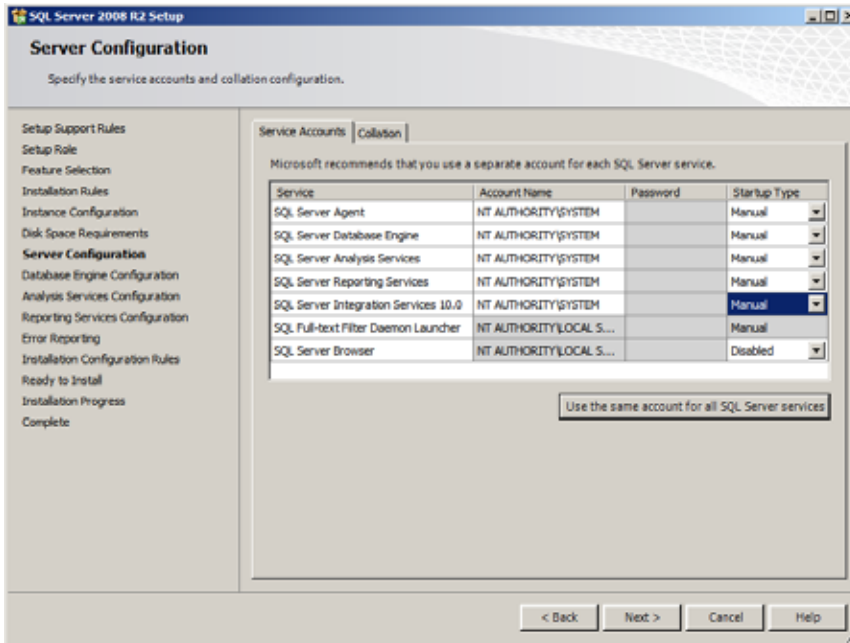 SQL Server 2008 R2 Setup
Server Configuration
Specify the service accounts and collation configuration.
Setup Support Rules
Setup Role
Feature Selection
Installation Rules
Instance Configuration
Disk Space Requirements
Server Configuration
Database Engine Configuration
Analysis Services Configuration
Reporting Services Configuration
Error Reporting
Installation Configuration Rules
Ready to Install
Installation Progress
Complete
Service Accounts Collation
Microsoft recommends that you use a separate account for each SQL Server service.
Service Account Name Password Startup Type
SQL Server Agent NT AUTHORITY\SYSTEM Manual
SQL Server Database Engine NT AUTHORITY\SYSTEM Manual
SQL Server Analysis Services NT AUTHORITY\SYSTEM Manual
SQL Server Reporting Services NT AUTHORITY\SYSTEM Manual
SQL Server Integration Services 10.0 NT AUTHORITY\SYSTEM Manual
SQL Full-text Filter Daemon Launcher NT AUTHORITY\LOCAL S... Manual
SQL Server Browser NT AUTHORITY\LOCAL S... Disabled
Use the same account for all SQL Server services
< Back Next > Cancel Help